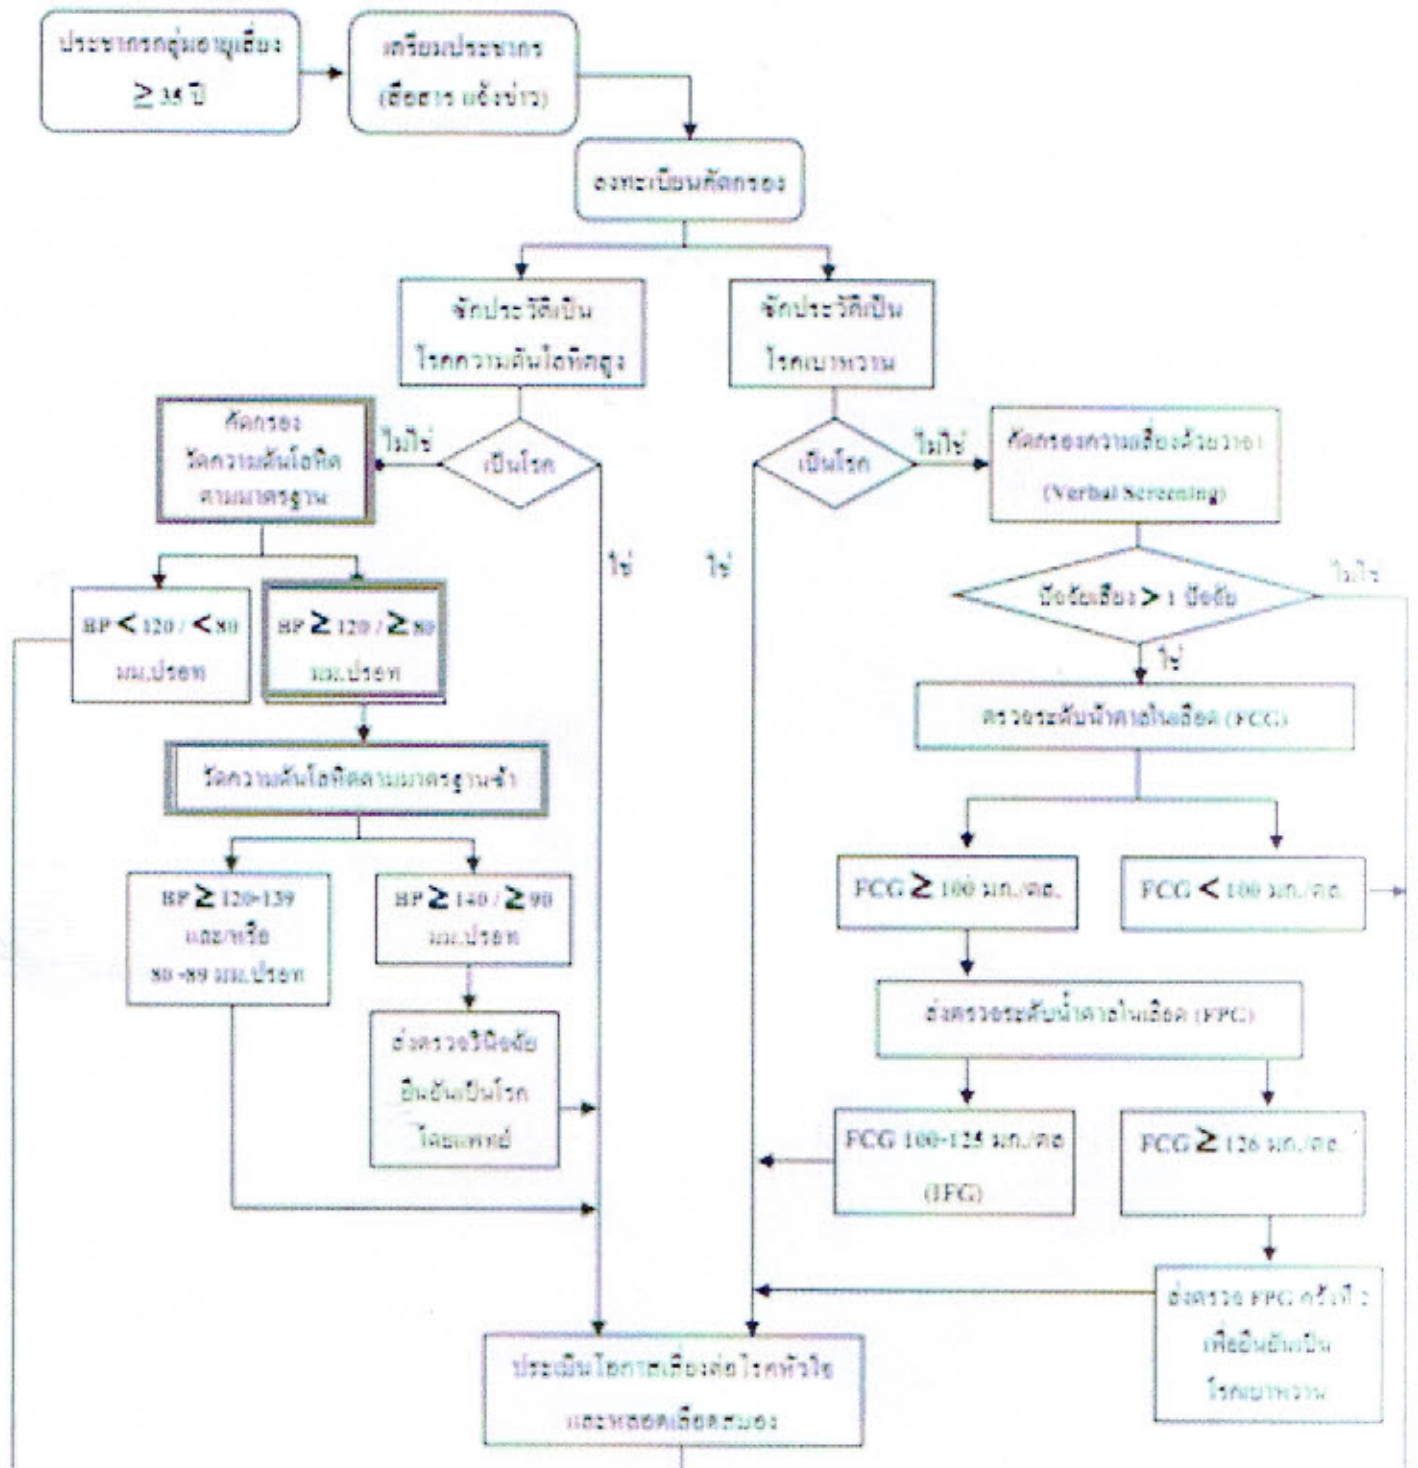 ประชากรกลุ่มอายุเสี่ยง
≥ 35 ปี
เตรียมประชากร
(สื่อสาร แจ้งข่าว)
ลงทะเบียนคัดกรอง
ซักประวัติเป็น
โรคความดันโลหิตสูง
ซักประวัติเป็น
โรคเบาหวาน
คัดกรอง
วัดความดันโลหิต
ตามมาตรฐาน
ไม่ใช่
เป็นโรค
เป็นโรค
ไม่ใช่
คัดกรองความเสี่ยงด้วยวาจา
(Verbal Screening)
ใช่
ใช่
BP < 120 / < 80
มม.ปรอท
BP ≥ 120 / ≥ 80
มม.ปรอท
ปัจจัยเสี่ยง > 1 ปัจจัย
ไม่ใช่
ใช่
ตรวจระดับน้ำตาลในเลือด (FCG)
วัดความดันโลหิตตามมาตรฐานซ้ำ
BP ≥ 120-139
และ/หรือ
80 -89 มม.ปรอท
BP ≥ 140 / ≥ 90
มม.ปรอท
FCG ≥ 100 มก./ดล.
FCG < 100 มก./ดล.
ส่งตรวจวินิจฉัย
ยืนยันเป็นโรค
โดยแพทย์
ส่งตรวจระดับน้ำตาลในเลือด (FPG)
FCG 100-125 มก./ดล
(IFG)
FCG ≥ 126 มก./ดล.
ส่งตรวจ FPG ครั้งที่ 2
เพื่อยืนยันเป็น
โรคเบาหวาน
ประเมินโอกาสเสี่ยงต่อโรคหัวใจ
และหลอดเลือดสมอง